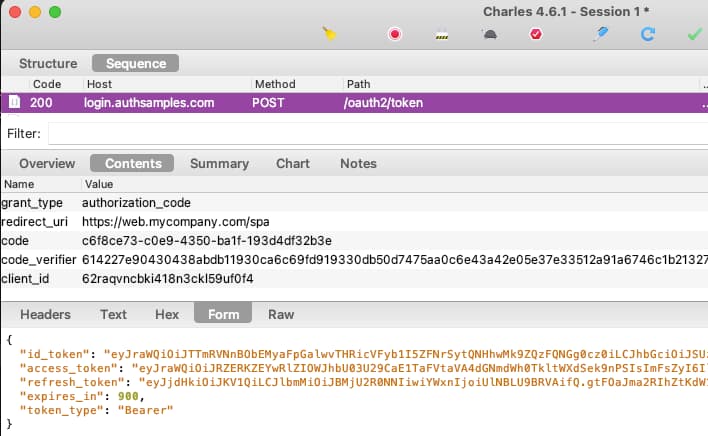 Charles 4.6.1 - Session 1 *
Structure Sequence
Code Host Method Path ...
200 login.authsamples.com POST /oauth2/token ...
Filter:
Overview Contents Summary Chart Notes
Name Value
grant_type authorization_code
redirect_uri https://web.mycompany.com/spa
code c6f8ce73-c0e9-4350-ba1f-193d4df32b3e
code_verifier 614227e90430438abdb11930ca6c69fd919330db50d7475aa0c6e43a42e05e37e33512a91a6746c1b21327
client_id 62raqvncbki418n3ckl59uf0f4
Headers Text Hex Form Raw
{
"id_token": "eyJraWQiOiJTTmRVNnBObEMyaFpGalwvTHRicVFyb1I5ZFNrSytQNHhwMk9ZQzFQNGg0cz0iLCJhbGciOiJSUz
"access_token": "eyJraWQiOiJRZERKZEYwRlZIOWJhbU03U29CaE1TaFVtaVA4dGNmdWh0TkltWXdSek9nPSIsImFsZyI6Il
"refresh_token": "eyJjdHkiOiJKV1QiLCJlbmMiOiJBMjU2R0NNIiwiYWxnIjoiUlNBLU9BRVAifQ.gtFOaJma2RIhZtKdW1
"expires_in": 900,
"token_type": "Bearer"
}